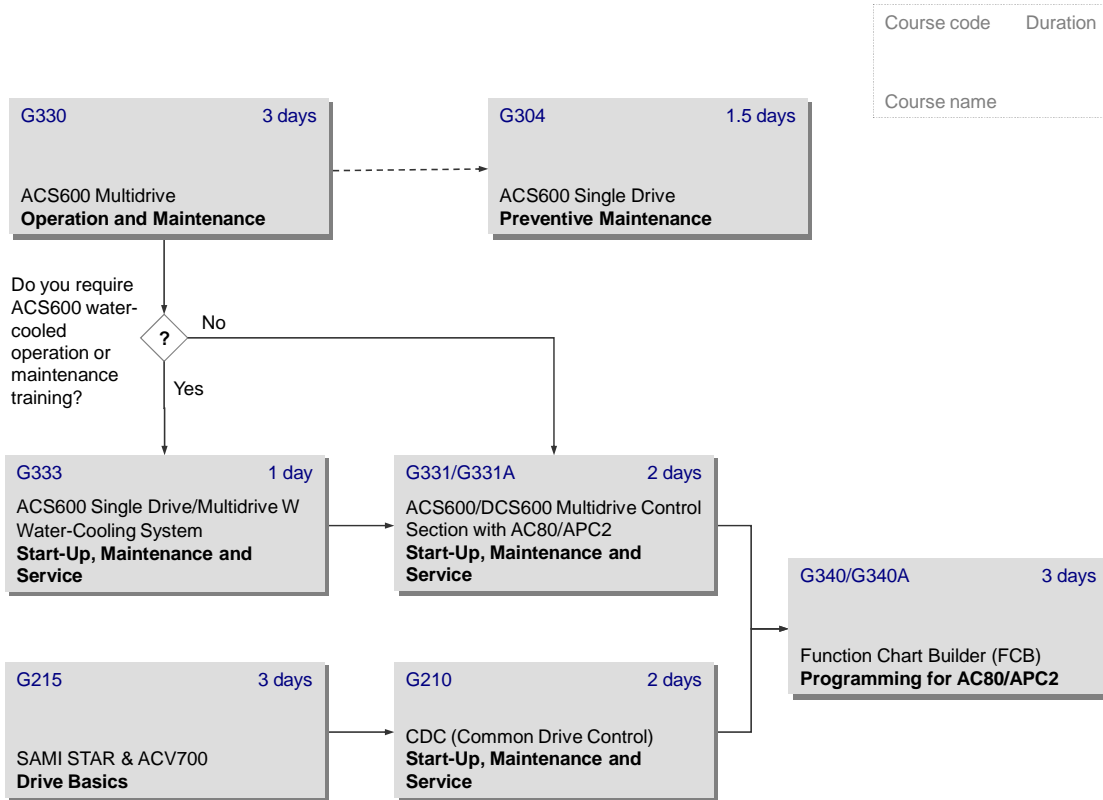 Course code Duration
Course name
G330 3 days
ACS600 Multidrive
Operation and Maintenance
G304 1.5 days
ACS600 Single Drive
Preventive Maintenance
Do you require
ACS600 water-
cooled
operation or
maintenance
training?
?
No
Yes
G333 1 day
ACS600 Single Drive/Multidrive W
Water-Cooling System
Start-Up, Maintenance and
Service
G331/G331A 2 days
ACS600/DCS600 Multidrive Control
Section with AC80/APC2
Start-Up, Maintenance and
Service
G340/G340A 3 days
Function Chart Builder (FCB)
Programming for AC80/APC2
G215 3 days
SAMI STAR & ACV700
Drive Basics
G210 2 days
CDC (Common Drive Control)
Start-Up, Maintenance and
Service